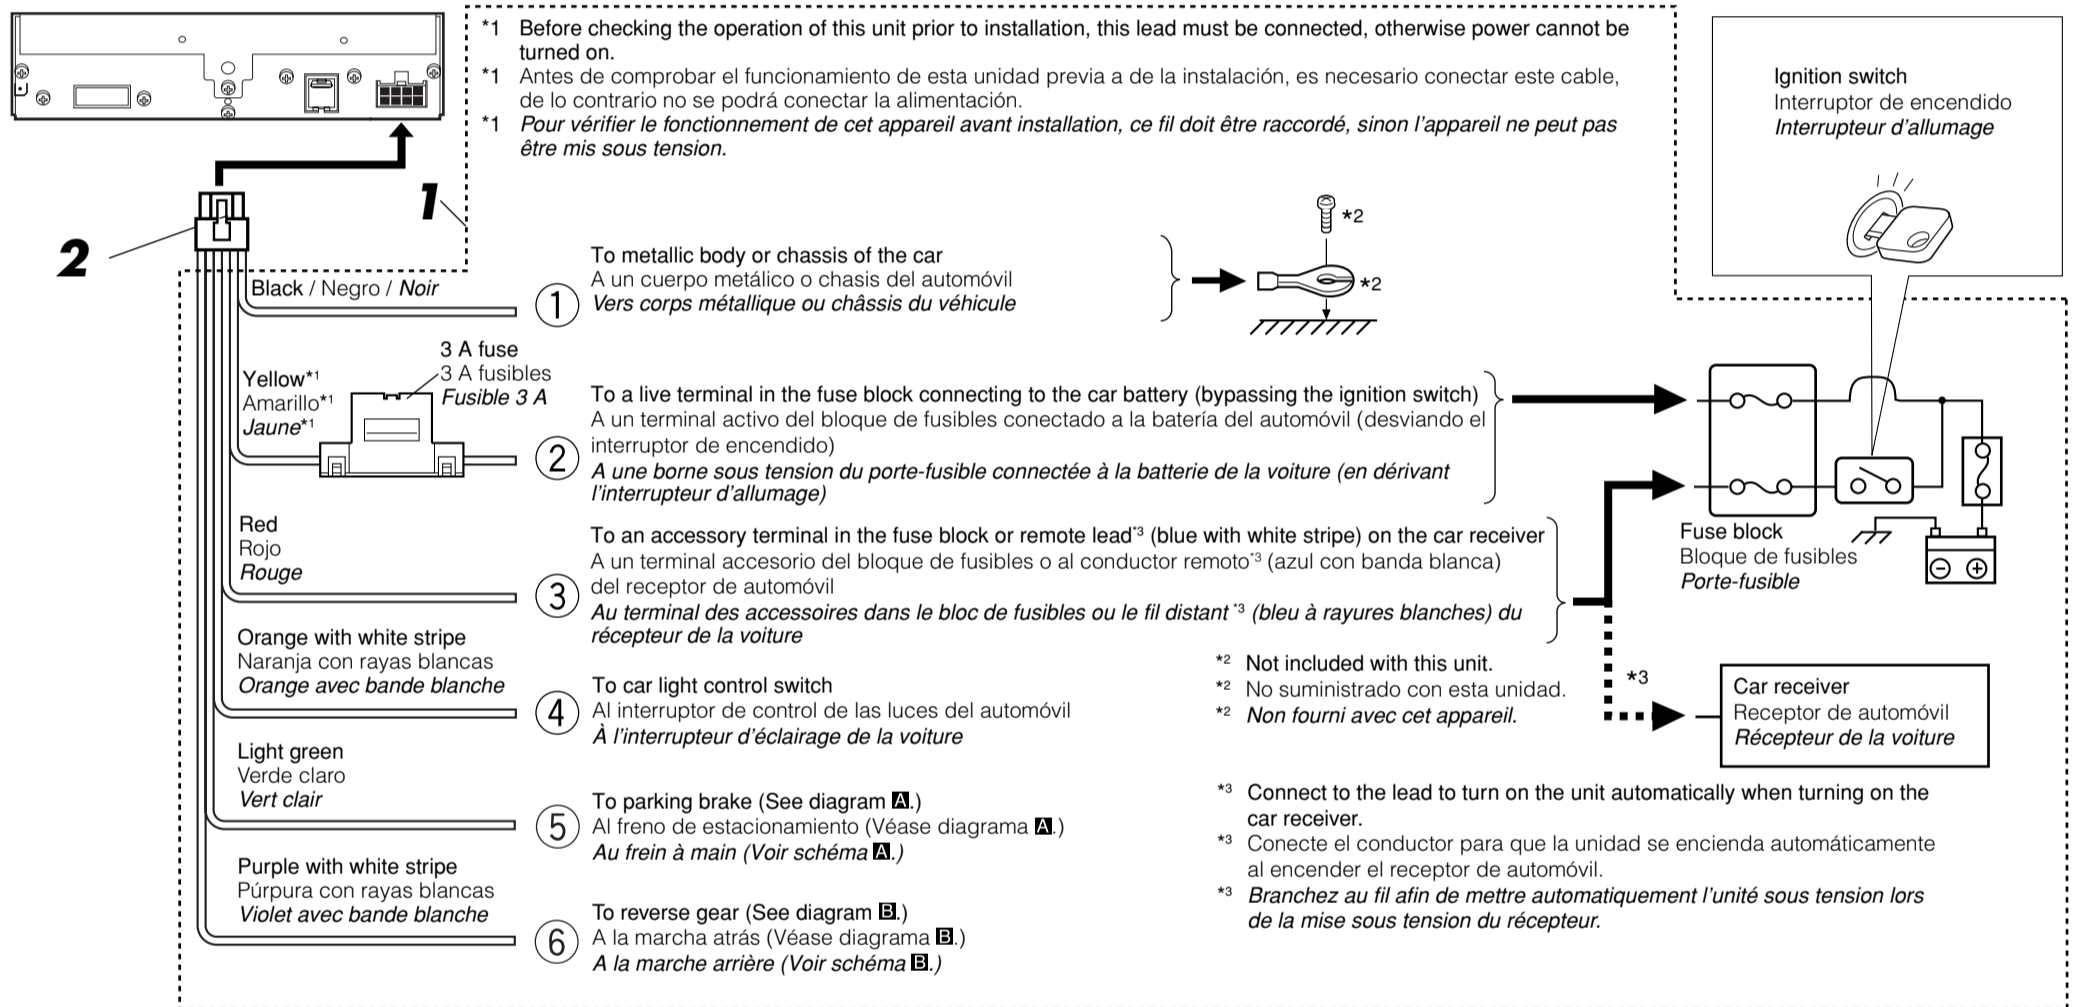 *1 Before checking the operation of this unit prior to installation, this lead must be connected, otherwise power cannot be
turned on.
*1 Antes de comprobar el funcionamiento de esta unidad previa a de la instalación, es necesario conectar este cable,
de lo contrario no se podrá conectar la alimentación.
*1 Pour vérifier le fonctionnement de cet appareil avant installation, ce fil doit être raccordé, sinon l'appareil ne peut pas
être mis sous tension.
Ignition switch
Interruptor de encendido
Interrupteur d'allumage
1
2
*2
*2
Black / Negro / Noir
1
To metallic body or chassis of the car
A un cuerpo metálico o chasis del automóvil
Vers corps métallique ou châssis du véhicule
Yellow*1
Amarillo*1
Jaune*1
3 A fuse
3 A fusibles
Fusible 3 A
2
To a live terminal in the fuse block connecting to the car battery (bypassing the ignition switch)
A un terminal activo del bloque de fusibles conectado a la batería del automóvil (desviando el
interruptor de encendido)
A une borne sous tension du porte-fusible connectée à la batterie de la voiture (en dérivant
l'interrupteur d'allumage)
Fuse block
Bloque de fusibles
Porte-fusible
Red
Rojo
Rouge
3
To an accessory terminal in the fuse block or remote lead*3 (blue with white stripe) on the car receiver
A un terminal accesorio del bloque de fusibles o al conductor remoto*3 (azul con banda blanca)
del receptor de automóvil
Au terminal des accessoires dans le bloc de fusibles ou le fil distant *3 (bleu à rayures blanches) du
récepteur de la voiture
Orange with white stripe
Naranja con rayas blancas
Orange avec bande blanche
4
To car light control switch
Al interruptor de control de las luces del automóvil
À l'interrupteur d'éclairage de la voiture
*2 Not included with this unit.
*2 No suministrado con esta unidad.
*2 Non fourni avec cet appareil.
*3
Car receiver
Receptor de automóvil
Récepteur de la voiture
Light green
Verde claro
Vert clair
5
To parking brake (See diagram A.)
Al freno de estacionamiento (Véase diagrama A.)
Au frein à main (Voir schéma A.)
*3 Connect to the lead to turn on the unit automatically when turning on the
car receiver.
*3 Conecte el conductor para que la unidad se encienda automáticamente
al encender el receptor de automóvil.
*3 Branchez au fil afin de mettre automatiquement l'unité sous tension lors
de la mise sous tension du récepteur.
Purple with white stripe
Púrpura con rayas blancas
Violet avec bande blanche
6
To reverse gear (See diagram B.)
A la marcha atrás (Véase diagrama B.)
A la marche arrière (Voir schéma B.)